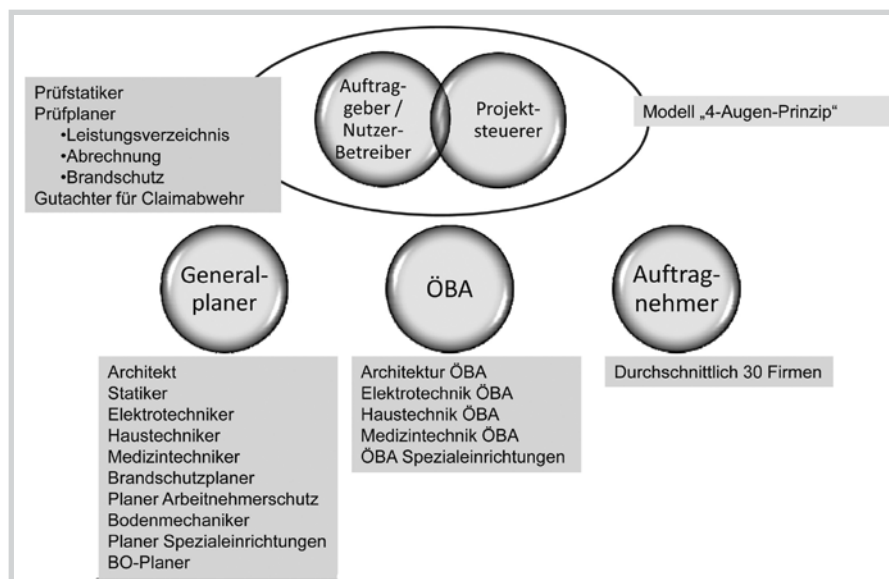 Prüfstatiker
Prüfplaner
•Leistungsverzeichnis
•Abrechnung
•Brandschutz
Gutachter für Claimabwehr
Auftrag-
geber /
Nutzer-
Betreiber
Projekt-
steuerer
Modell „4-Augen-Prinzip“
General-
planer
ÖBA
Auftrag-
nehmer
Architekt
Statiker
Elektrotechniker
Haustechniker
Medizintechniker
Brandschutzplaner
Planer Arbeitnehmerschutz
Bodenmechaniker
Planer Spezialeinrichtungen
BO-Planer
Architektur ÖBA
Elektrotechnik ÖBA
Haustechnik ÖBA
Medizintechnik ÖBA
ÖBA Spezialeinrichtungen
Durchschnittlich 30 Firmen